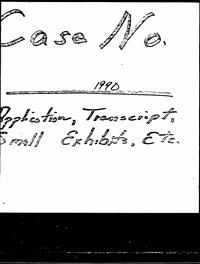 Case No.
1990
Application, Transcript,
Small Exhibits, Etc.